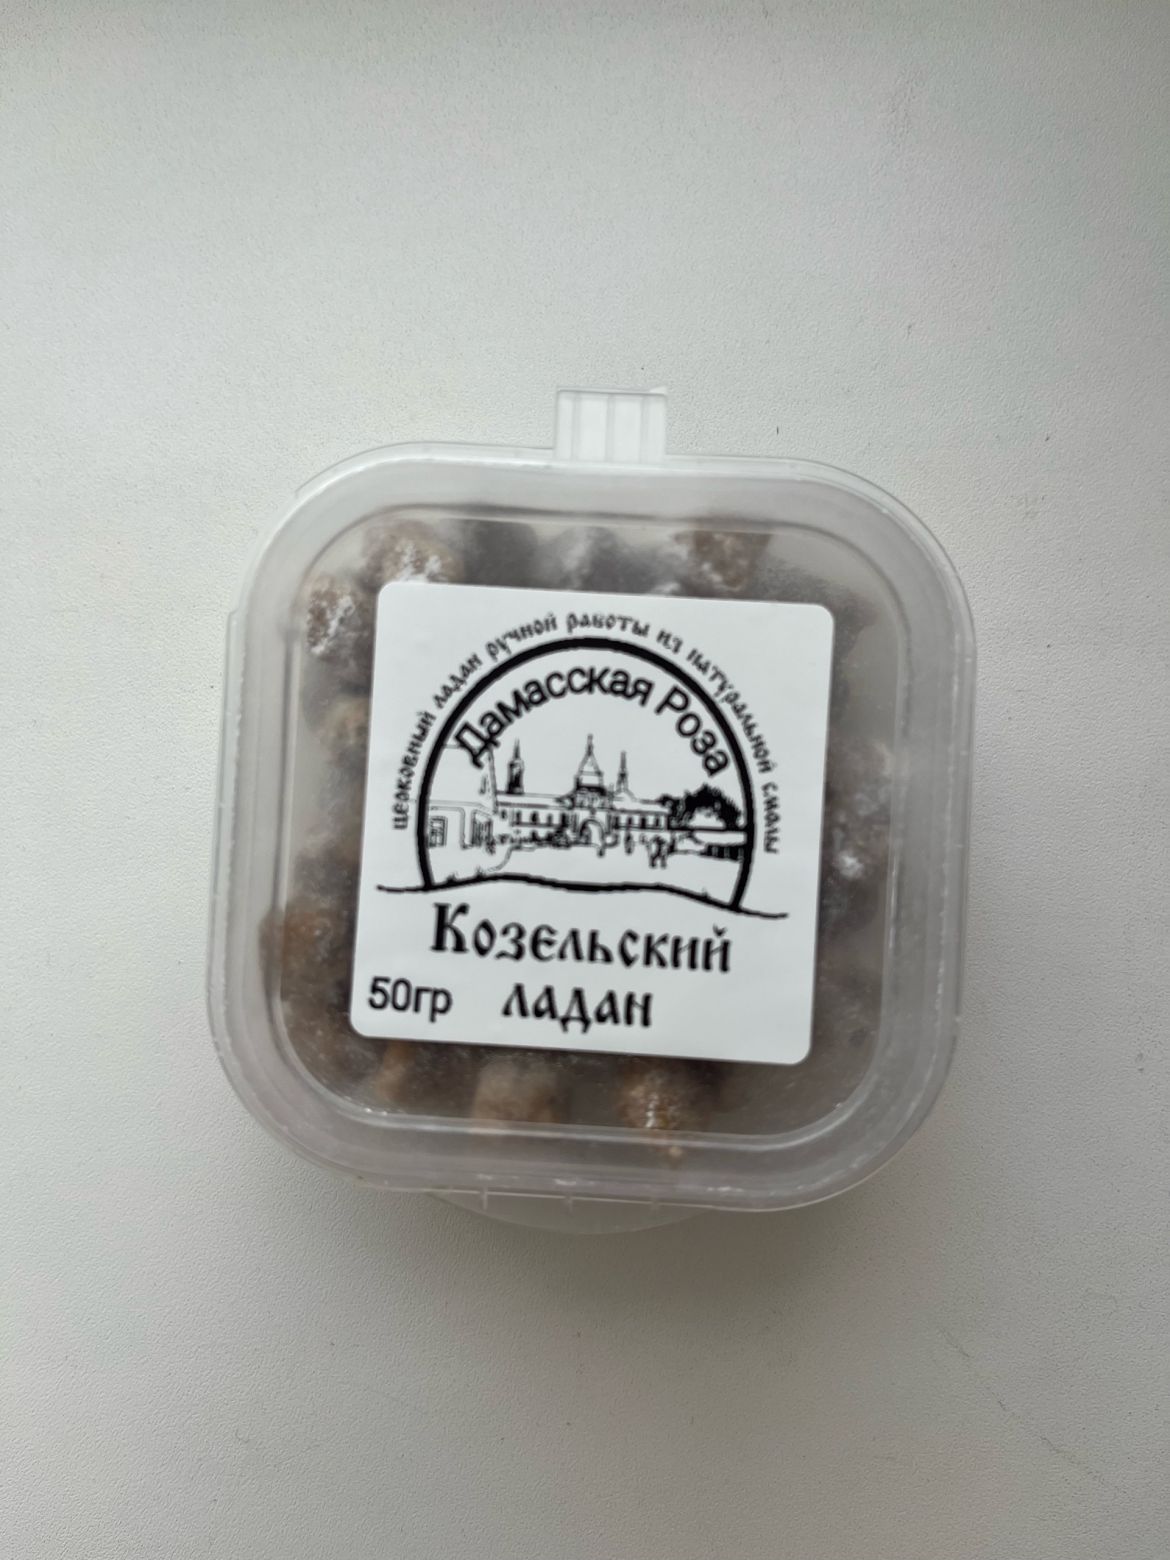 церковный ладан ручной работы из натуральной смолы
Дамасская Роза
Козельский
50гр ладан